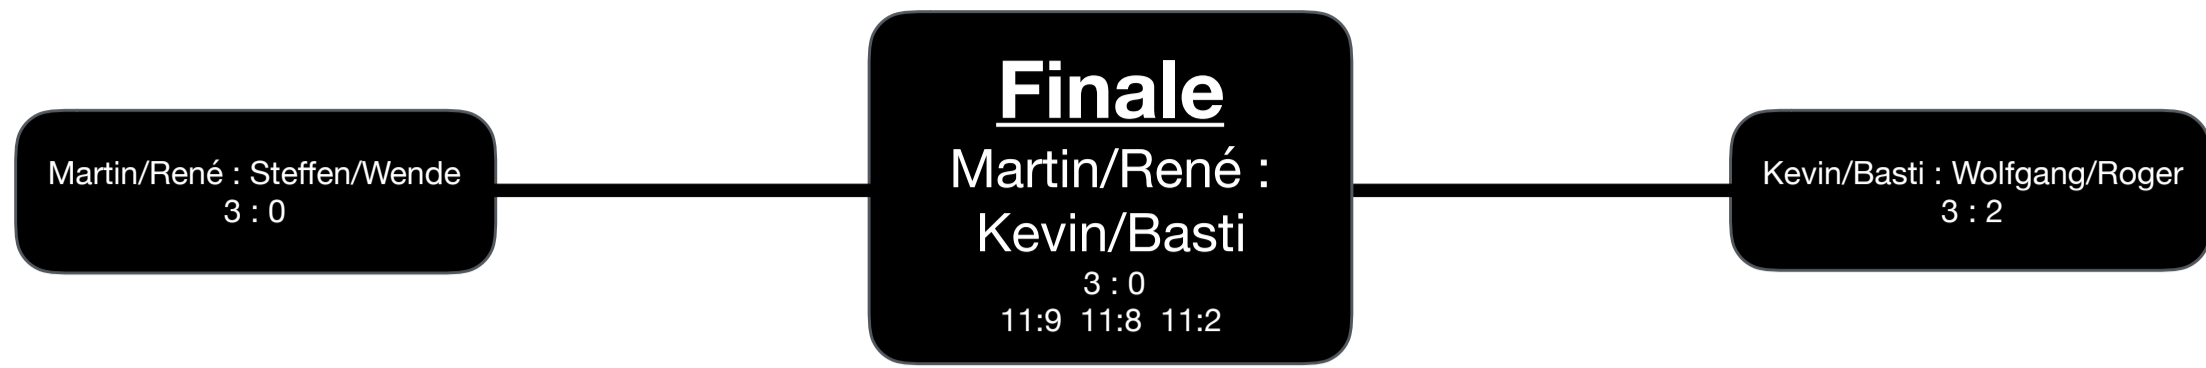 Martin/René : Steffen/Wende
3 : 0
Finale
Martin/René :
Kevin/Basti
3 : 0
11:9 11:8 11:2
Kevin/Basti : Wolfgang/Roger
3 : 2